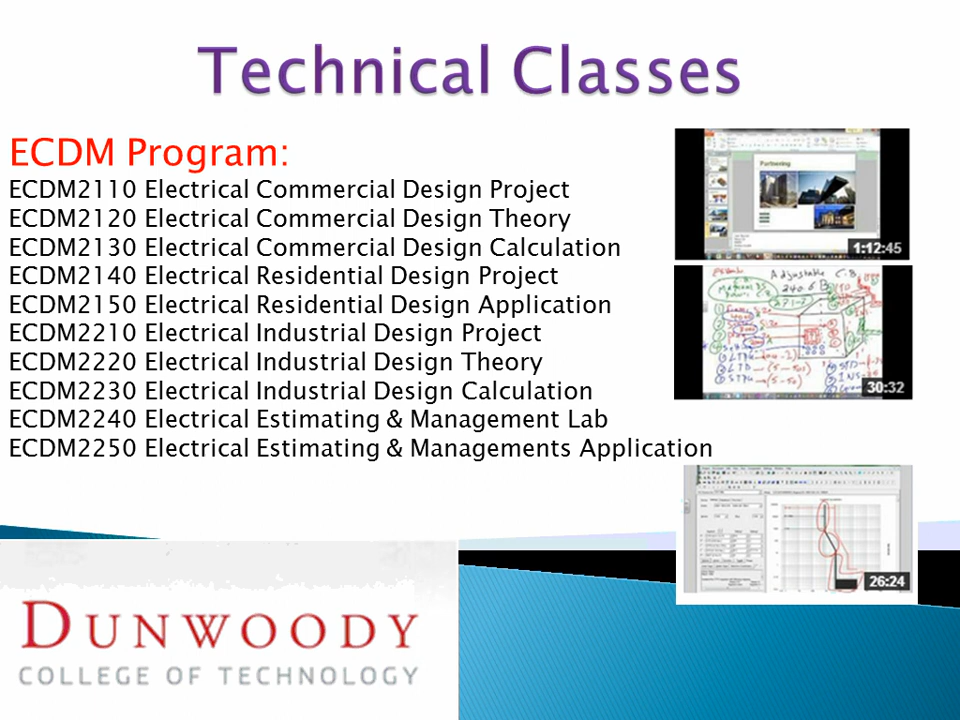 Technical Classes
ECDM Program:
ECDM2110 Electrical Commercial Design Project
ECDM2120 Electrical Commercial Design Theory
ECDM2130 Electrical Commercial Design Calculation
ECDM2140 Electrical Residential Design Project
ECDM2150 Electrical Residential Design Application
ECDM2210 Electrical Industrial Design Project
ECDM2220 Electrical Industrial Design Theory
ECDM2230 Electrical Industrial Design Calculation
ECDM2240 Electrical Estimating & Management Lab
ECDM2250 Electrical Estimating & Managements Application
Partnering
1:12:45
Adjustable C.B
30:32
26:24
DUNWOODY
COLLEGE OF TECHNOLOGY